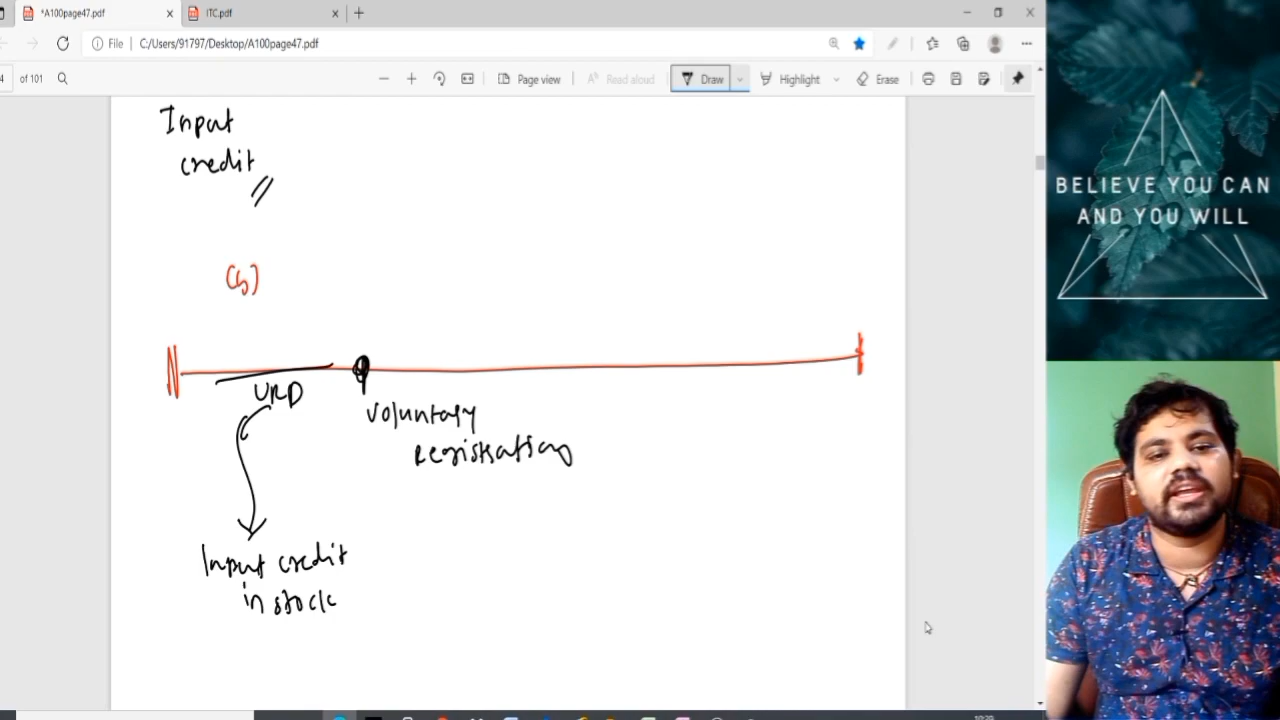 *A100page47.pdf
ITC.pdf
File
C:/Users/91797/Desktop/A100page47.pdf
4 of 101
Page view
Read aloud
Draw
Highlight
Erase
Input
credit
(b)
URD
Voluntary
Registration
Input credit
in stock
BELIEVE YOU CAN
AND YOU WILL